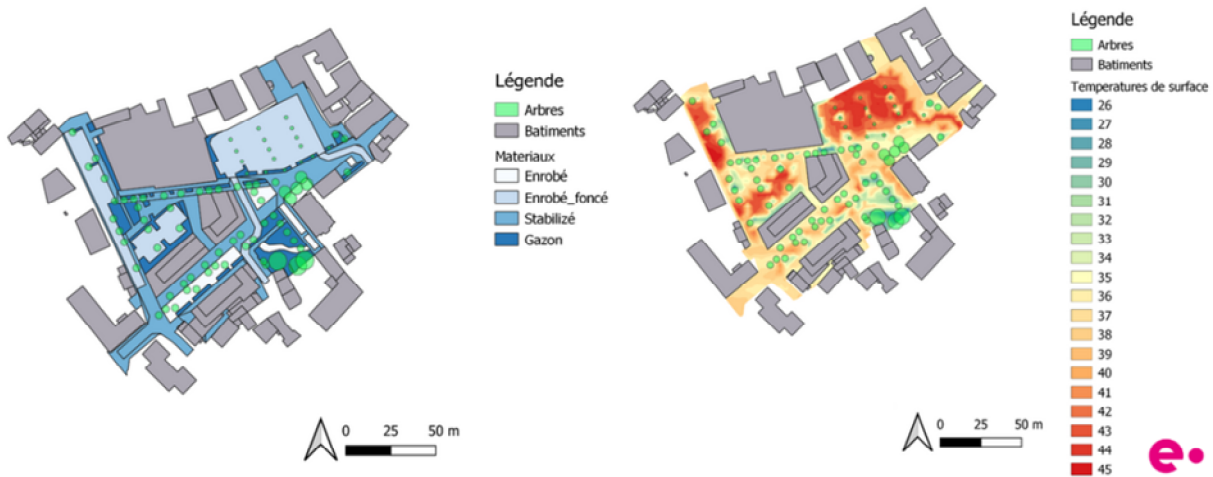 Légende
Arbres
Batiments
Materiaux
Enrobé
Enrobé_foncé
Stabilizé
Gazon
0 25 50 m
Légende
Arbres
Batiments
Temperatures de surface
26
27
28
29
30
31
32
33
34
35
36
37
38
39
40
41
42
43
44
45
0 25 50 m
e.